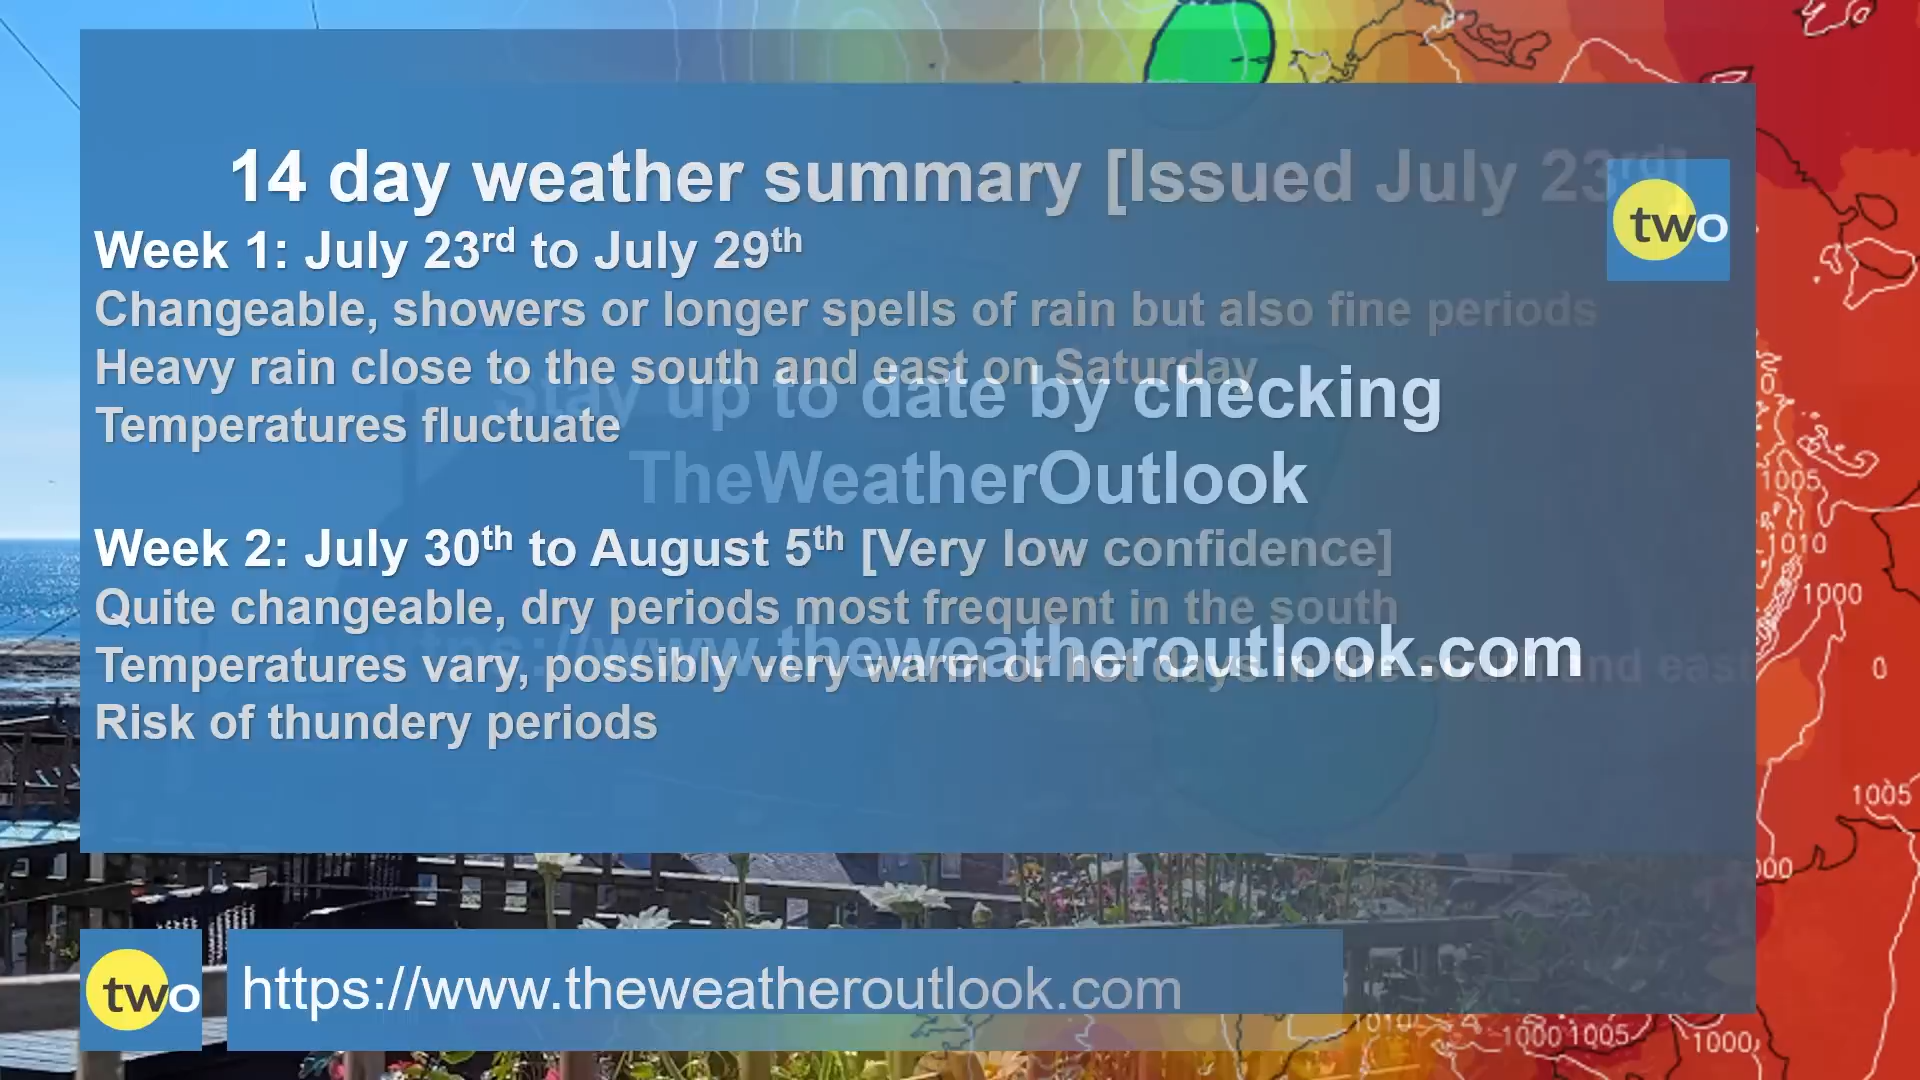 14 day weather summary [Issued July 23rd]
two
Week 1: July 23rd to July 29th
Changeable, showers or longer spells of rain but also fine periods
Heavy rain close to the south and east on Saturday
Stay up to date by checking
Temperatures fluctuate
TheWeatherOutlook
Week 2: July 30th to August 5th [Very low confidence]
Quite changeable, dry periods most frequent in the south
https://www.theweatheroutlook.com
Temperatures vary, possibly very warm or hot days in the south and east
Risk of thundery periods
0
1005
1010
1000
0
1005
000
two
https://www.theweatheroutlook.com
1010
1000 1005
1000